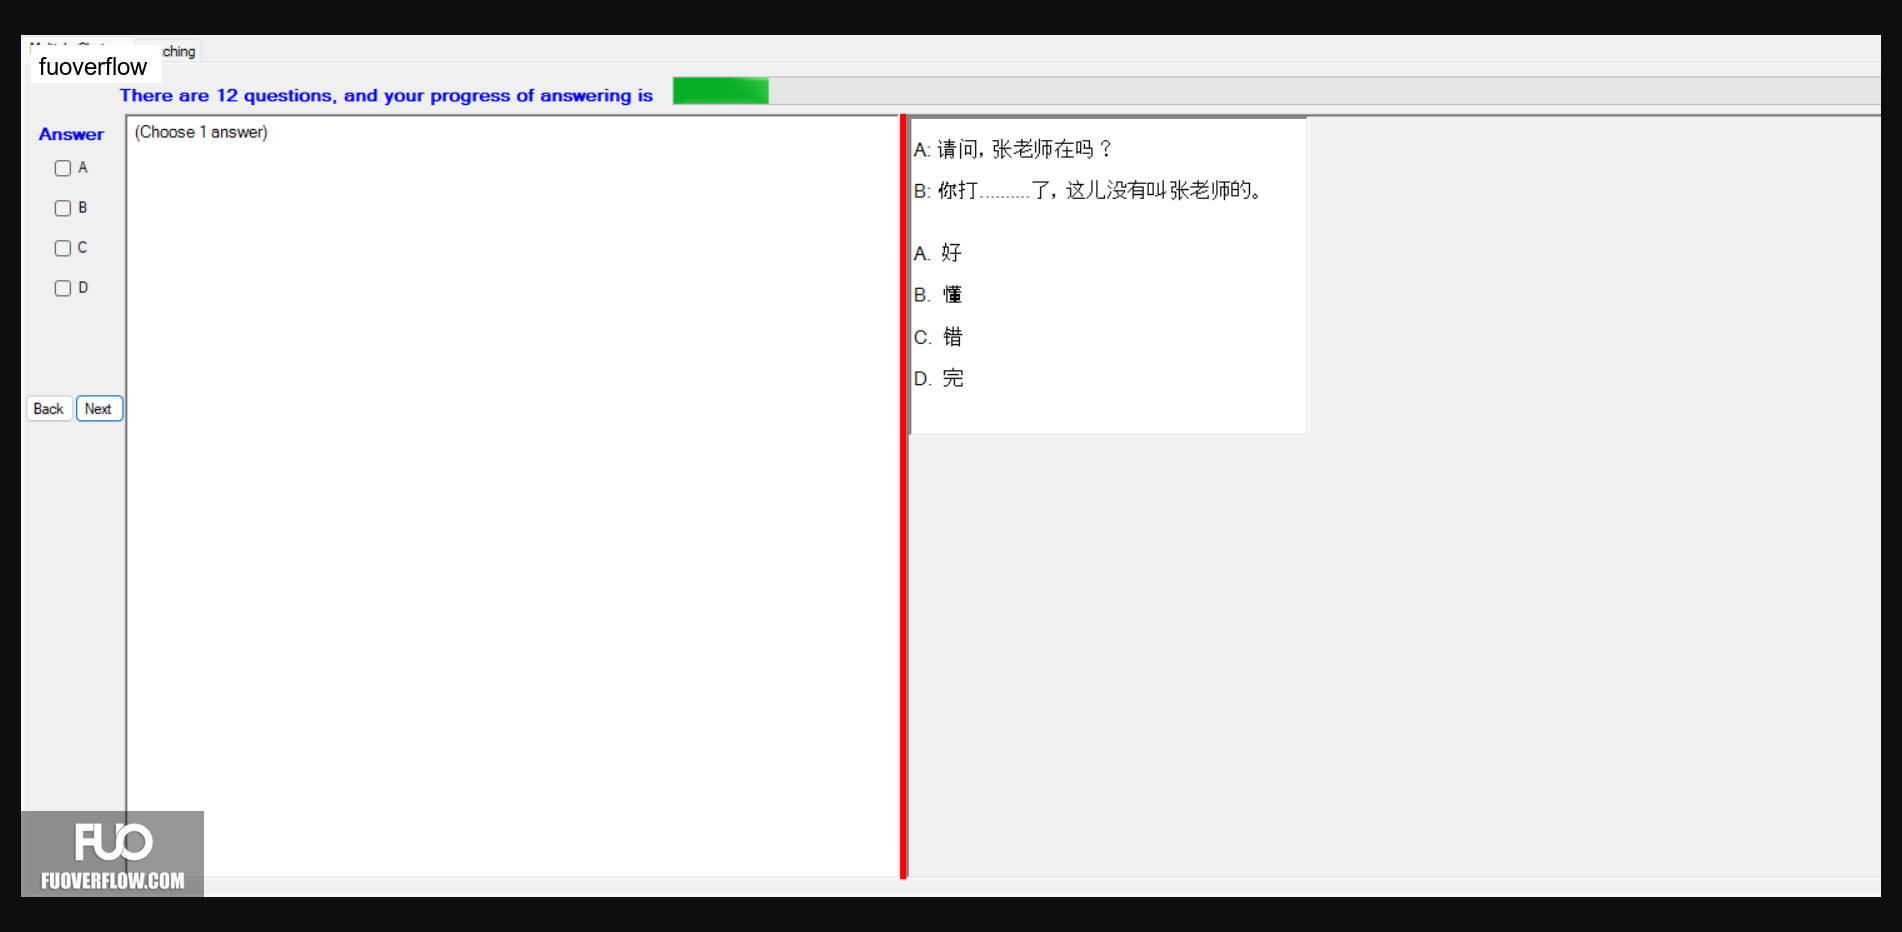 ching
fuoverflow
There are 12 questions, and your progress of answering is
Answer
(Choose 1 answer)
A
B
C
D
Back
Next
A: 请问, 张老师在吗？
B: 你打.........了, 这儿没有叫张老师的。
A. 好
B. 懂
C. 错
D. 完
FUO
FUOVERFLOW.COM